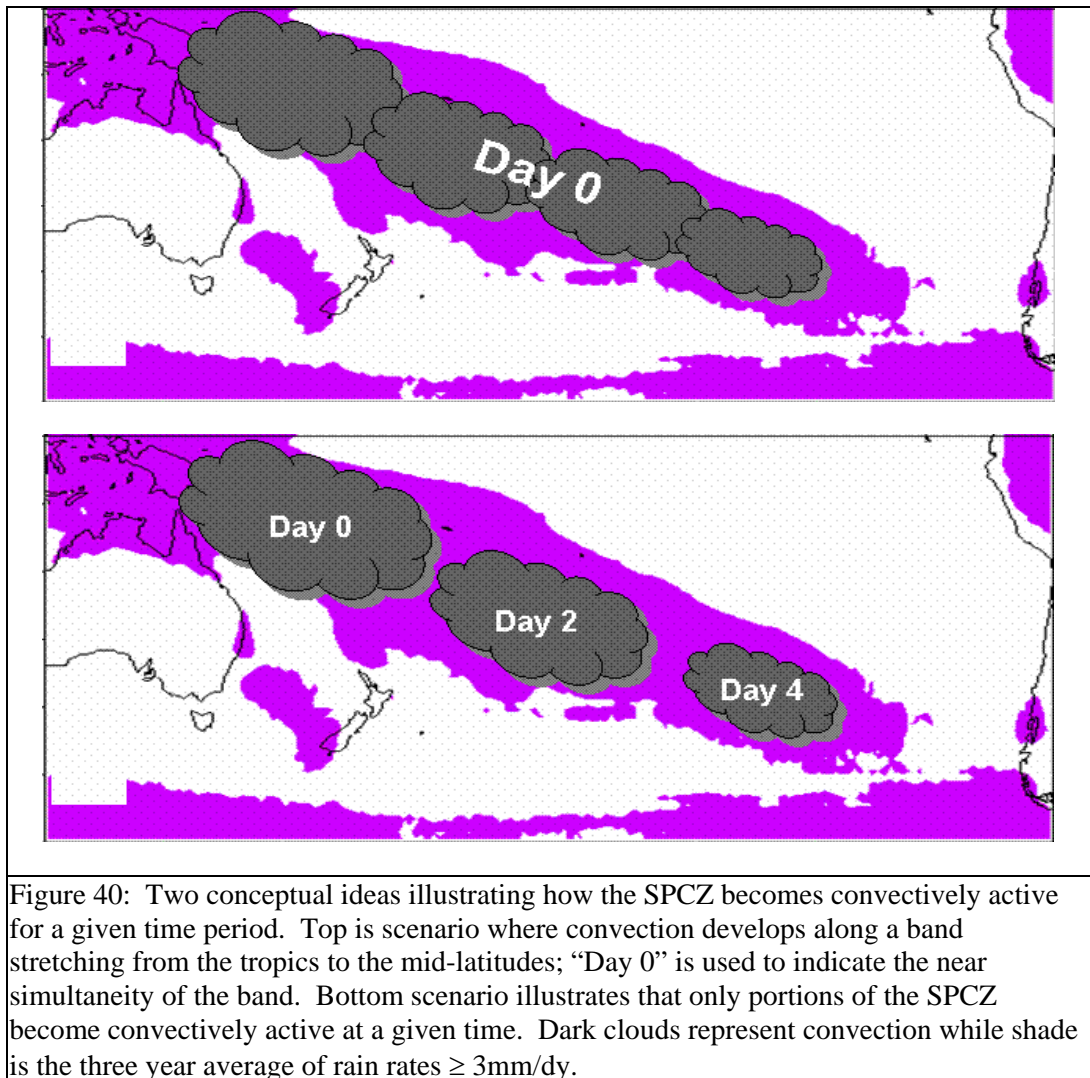 Day 0
Day 0
Day 2
Day 4
Figure 40:  Two conceptual ideas illustrating how the SPCZ becomes convectively active
for a given time period.  Top is scenario where convection develops along a band
stretching from the tropics to the mid-latitudes; “Day 0” is used to indicate the near
simultaneity of the band.  Bottom scenario illustrates that only portions of the SPCZ
become convectively active at a given time.  Dark clouds represent convection while shade
is the three year average of rain rates ≥ 3mm/dy.